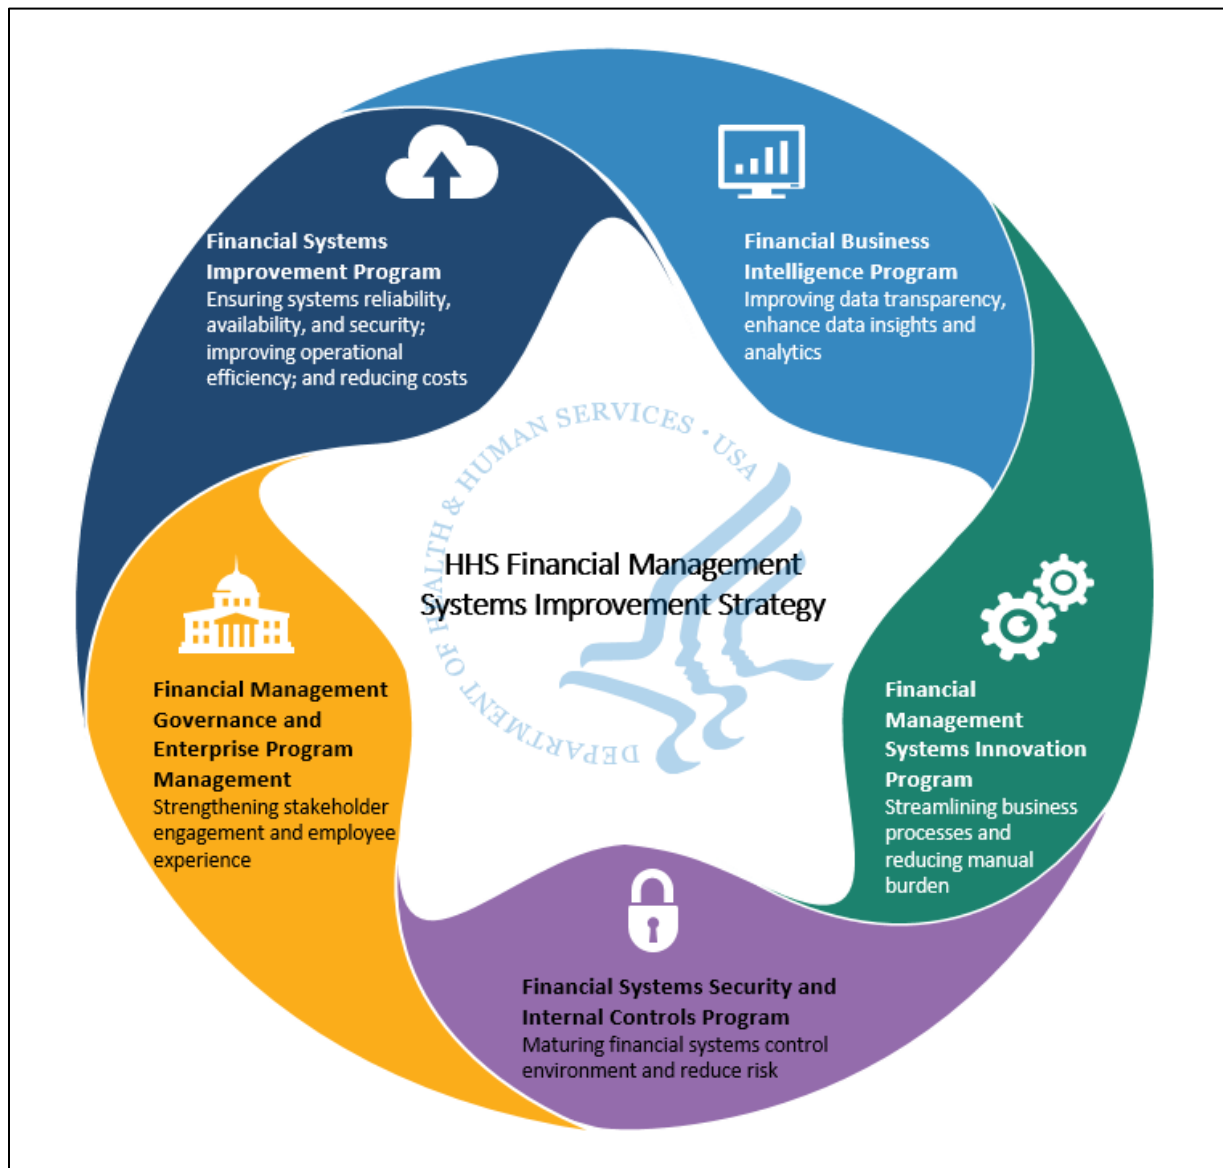 Financial Systems
Improvement Program
Ensuring systems reliability,
availability, and security;
improving operational
efficiency; and reducing costs
Financial Business
Intelligence Program
Improving data transparency,
enhance data insights and
analytics
DEPARTMENT OF HEALTH & HUMAN SERVICES · USA
HHS Financial Management
Systems Improvement Strategy
Financial Management
Governance and
Enterprise Program
Management
Strengthening stakeholder
engagement and employee
experience
Financial
Management
Systems Innovation
Program
Streamlining business
processes and
reducing manual
burden
Financial Systems Security and
Internal Controls Program
Maturing financial systems control
environment and reduce risk